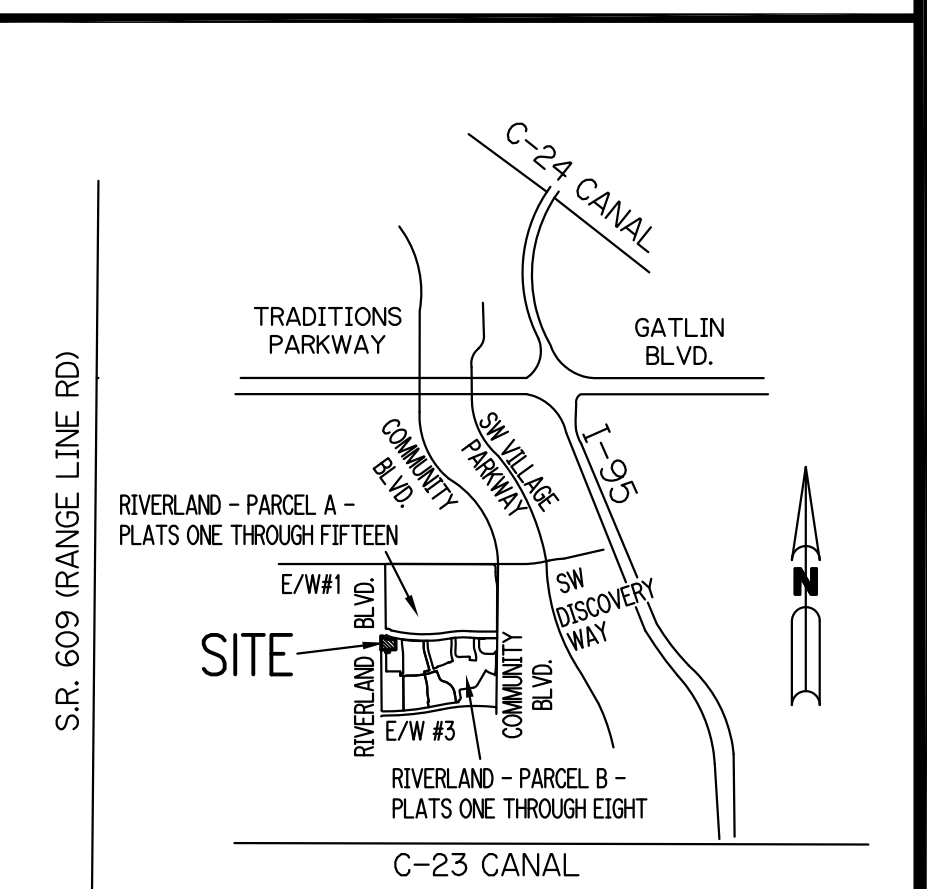 C-24 CANAL
TRADITIONS
PARKWAY
GATLIN
BLVD.
S.R. 609 (RANGE LINE RD)
COMMUNITY
BLVD.
SW VILLAGE
PARKWAY
I-95
RIVERLAND - PARCEL A -
PLATS ONE THROUGH FIFTEEN
E/W#1
RIVERLAND BLVD.
SW
DISCOVERY
WAY
N
SITE
COMMUNITY
BLVD.
E/W #3
RIVERLAND - PARCEL B -
PLATS ONE THROUGH EIGHT
C-23 CANAL